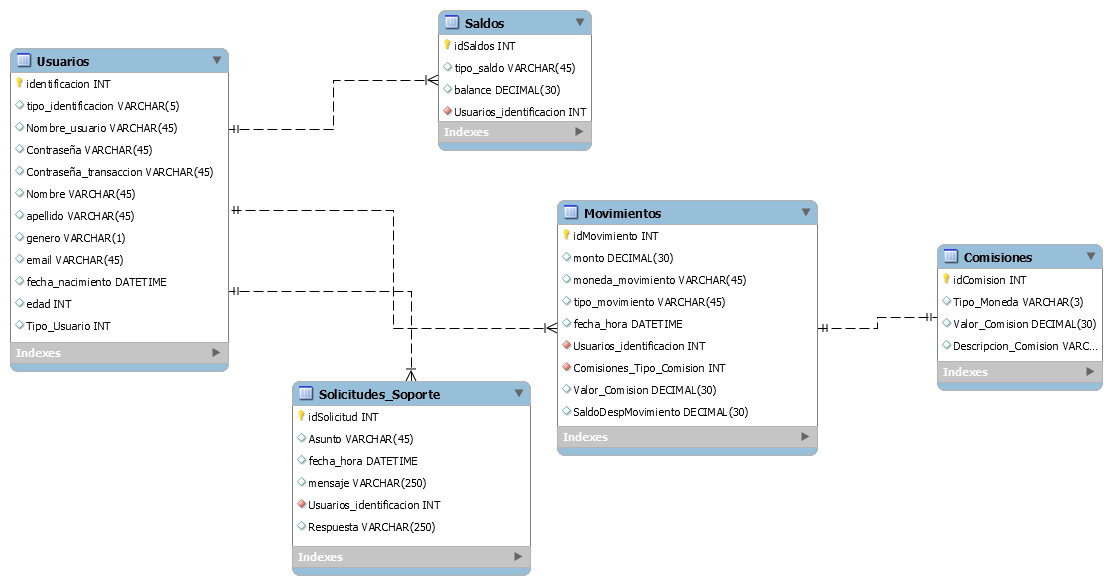 Usuarios
identificacion INT
tipo_identificacion VARCHAR(5)
Nombre_usuario VARCHAR(45)
Contraseña VARCHAR(45)
Contraseña_transaccion VARCHAR(45)
Nombre VARCHAR(45)
apellido VARCHAR(45)
genero VARCHAR(1)
email VARCHAR(45)
fecha_nacimiento DATETIME
edad INT
Tipo_Usuario INT
Indexes
Saldos
idSaldos INT
tipo_saldo VARCHAR(45)
balance DECIMAL(30)
Usuarios_identificacion INT
Indexes
Movimientos
idMovimiento INT
monto DECIMAL(30)
moneda_movimiento VARCHAR(45)
tipo_movimiento VARCHAR(45)
fecha_hora DATETIME
Usuarios_identificacion INT
Comisiones_Tipo_Comision INT
Valor_Comision DECIMAL(30)
SaldoDespMovimiento DECIMAL(30)
Indexes
Comisiones
idComision INT
Tipo_Moneda VARCHAR(3)
Valor_Comision DECIMAL(30)
Descripcion_Comision VARC...
Indexes
Solicitudes_Soporte
idSolicitud INT
Asunto VARCHAR(45)
fecha_hora DATETIME
mensaje VARCHAR(250)
Usuarios_identificacion INT
Respuesta VARCHAR(250)
Indexes